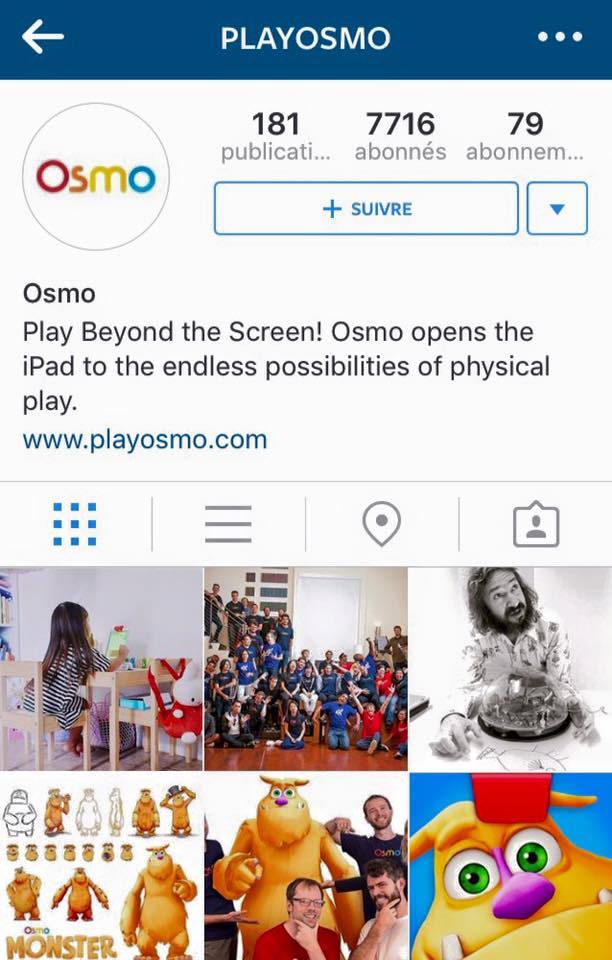 PLAYOSMO
Osmo
181 7716 79
publicati... abonnés abonnem...
+ SUIVRE
Osmo
Play Beyond the Screen! Osmo opens the
iPad to the endless possibilities of physical
play.
www.playosmo.com
Osmo
MONSTER
Osmo